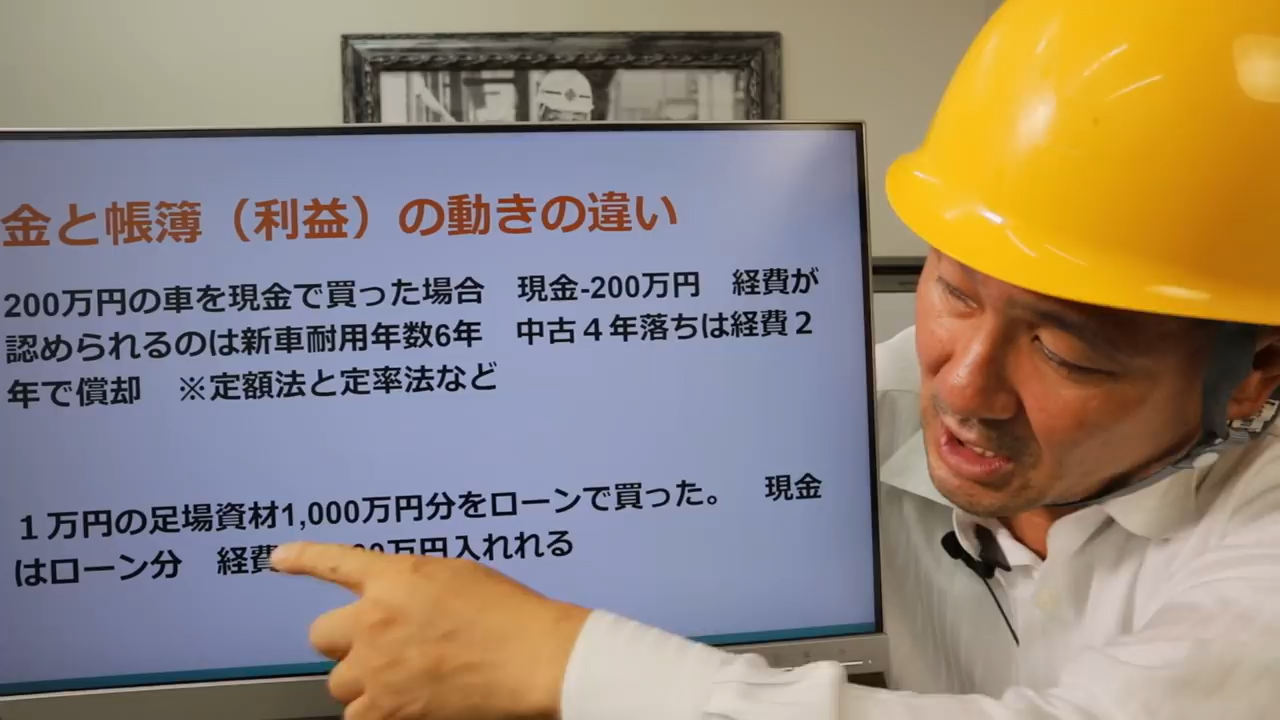 金と帳簿（利益）の動きの違い
200万円の車を現金で買った場合　現金-200万円　経費が
認められるのは新車耐用年数6年　中古４年落ちは経費２
年で償却　※定額法と定率法など
１万円の足場資材1,000万円分をローンで買った。　現金
はローン分　経費 万円入れれる